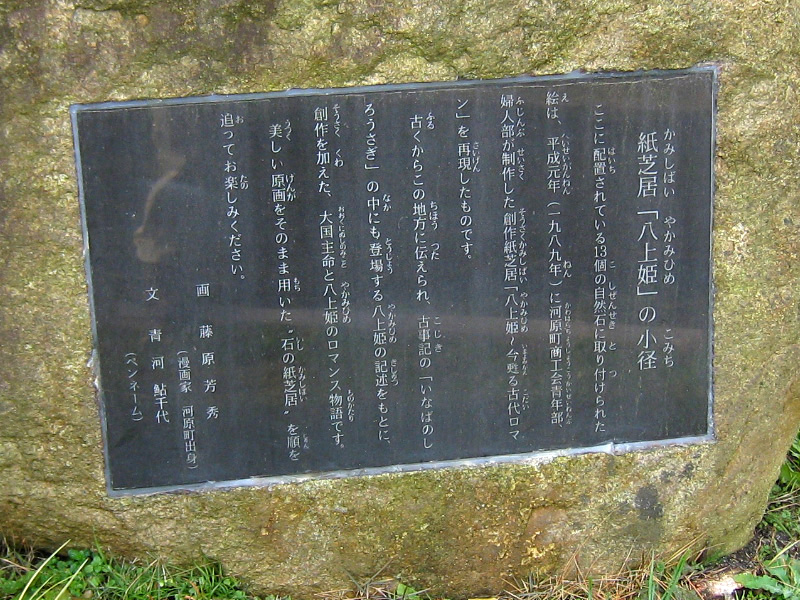 紙芝居「八上姫」の小径
ここに配置されている13個の自然石に取り付けられた
絵は、平成元年（一九八九年）に河原町商工会青年部、
婦人部が制作した創作紙芝居「八上姫～今甦る古代ロマ
ン」を再現したものです。
古くからこの地方に伝えられ、古事記の「いなばのし
ろうさぎ」の中にも登場する八上姫の記述をもとに、
創作を加えた、大国主命と八上姫のロマンス物語です。
美しい原画をそのまま用いた〝石の紙芝居〟を順を
追ってお楽しみください。
画 藤原芳秀
（漫画家 河原町出身）
文 青河鮎千代
（ペンネーム）